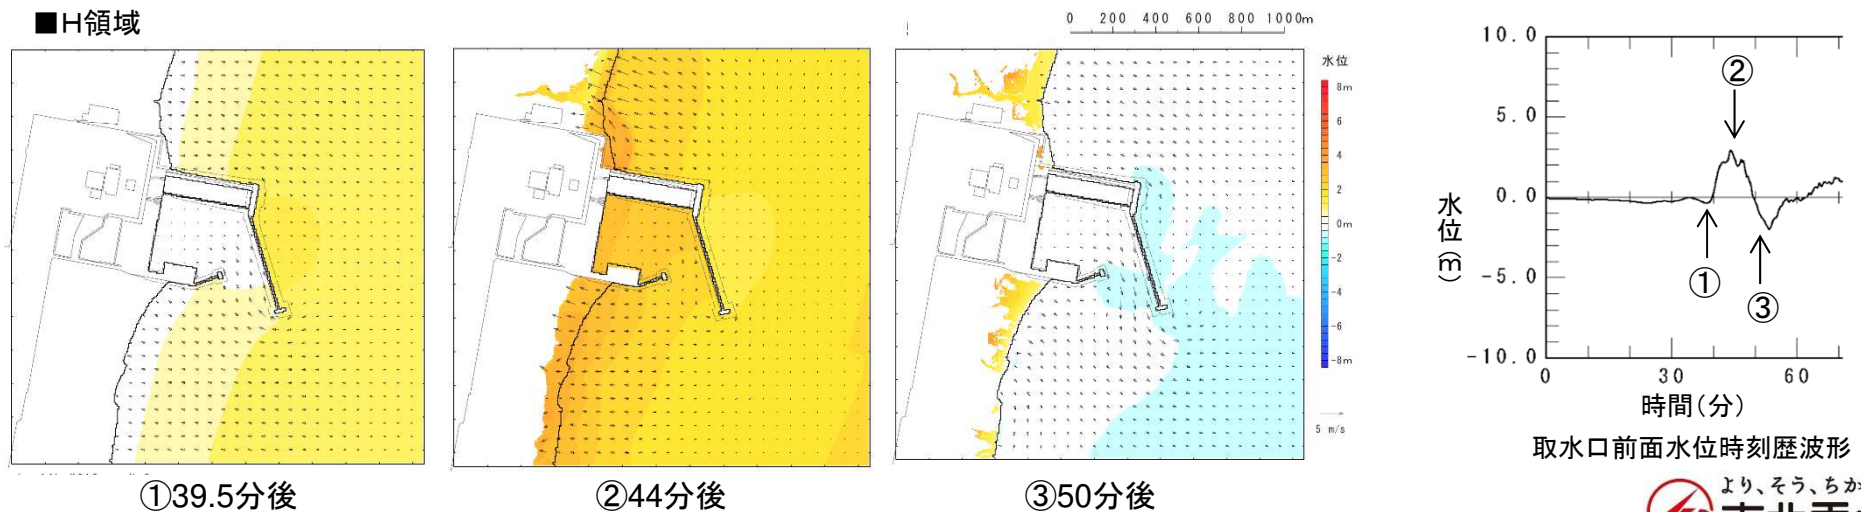 ■H領域
0 200 400 600 800 1000m
水位
8m
6
4
2
0m
-2
-4
-6
-8m
5 m/s
①39.5分後
②44分後
③50分後
10.0
5.0
0.0
-5.0
-10.0
水位(m)
①
②
③
0 30 60
時間(分)
取水口前面水位時刻歴波形
より、そう、ちか